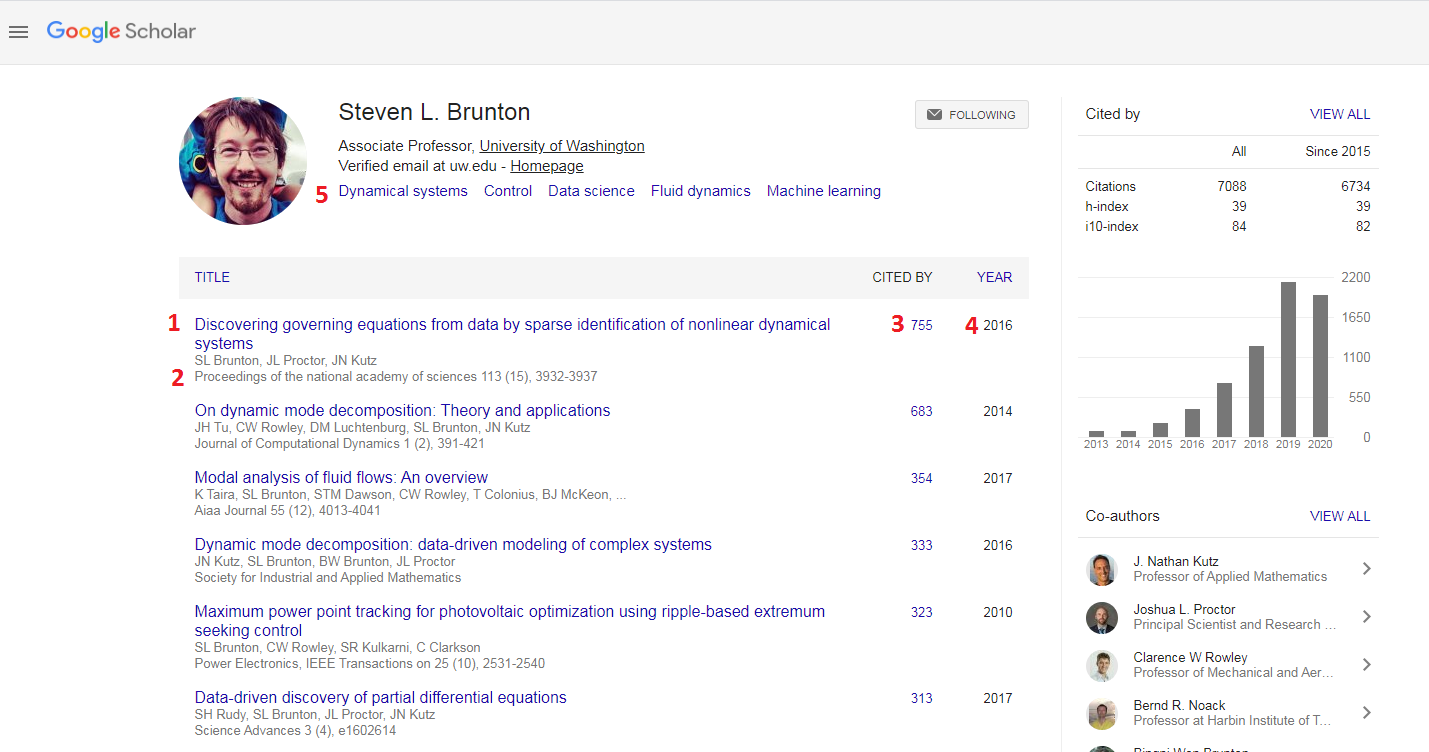 Google Scholar
Steven L. Brunton
FOLLOWING
Associate Professor, University of Washington
Verified email at uw.edu - Homepage
5 Dynamical systems Control Data science Fluid dynamics Machine learning
TITLE CITED BY YEAR
1 Discovering governing equations from data by sparse identification of nonlinear dynamical 3 755 4 2016
systems
SL Brunton, JL Proctor, JN Kutz
2 Proceedings of the national academy of sciences 113 (15), 3932-3937
On dynamic mode decomposition: Theory and applications 683 2014
JH Tu, CW Rowley, DM Luchtenburg, SL Brunton, JN Kutz
Journal of Computational Dynamics 1 (2), 391-421
Modal analysis of fluid flows: An overview 354 2017
K Taira, SL Brunton, STM Dawson, CW Rowley, T Colonius, BJ McKeon, ...
Aiaa Journal 55 (12), 4013-4041
Dynamic mode decomposition: data-driven modeling of complex systems 333 2016
JN Kutz, SL Brunton, BW Brunton, JL Proctor
Society for Industrial and Applied Mathematics
Maximum power point tracking for photovoltaic optimization using ripple-based extremum 323 2010
seeking control
SL Brunton, CW Rowley, SR Kulkarni, C Clarkson
Power Electronics, IEEE Transactions on 25 (10), 2531-2540
Data-driven discovery of partial differential equations 313 2017
SH Rudy, SL Brunton, JL Proctor, JN Kutz
Science Advances 3 (4), e1602614
Cited by VIEW ALL
All Since 2015
Citations 7088 6734
h-index 39 39
i10-index 84 82
2200
1650
1100
550
0
2013 2014 2015 2016 2017 2018 2019 2020
Co-authors VIEW ALL
J. Nathan Kutz
Professor of Applied Mathematics
Joshua L. Proctor
Principal Scientist and Research ...
Clarence W Rowley
Professor of Mechanical and Aer...
Bernd R. Noack
Professor at Harbin Institute of T...